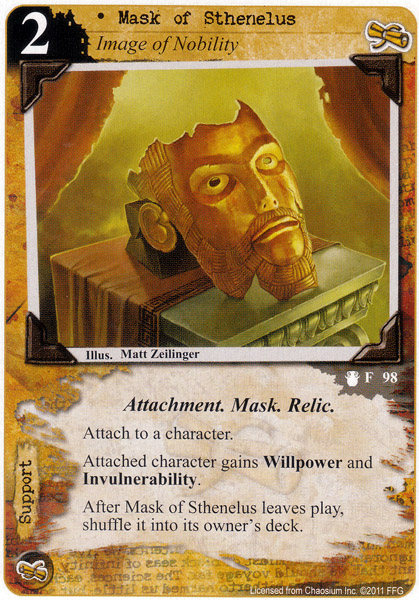 2
• Mask of Sthenelus
Image of Nobility
Illus. Matt Zeilinger
F 98
Attachment. Mask. Relic.
Attach to a character.
Attached character gains Willpower and
Invulnerability.
After Mask of Sthenelus leaves play,
shuffle it into its owner's deck.
Support
Licensed from Chaosium Inc. ©2011 FFG